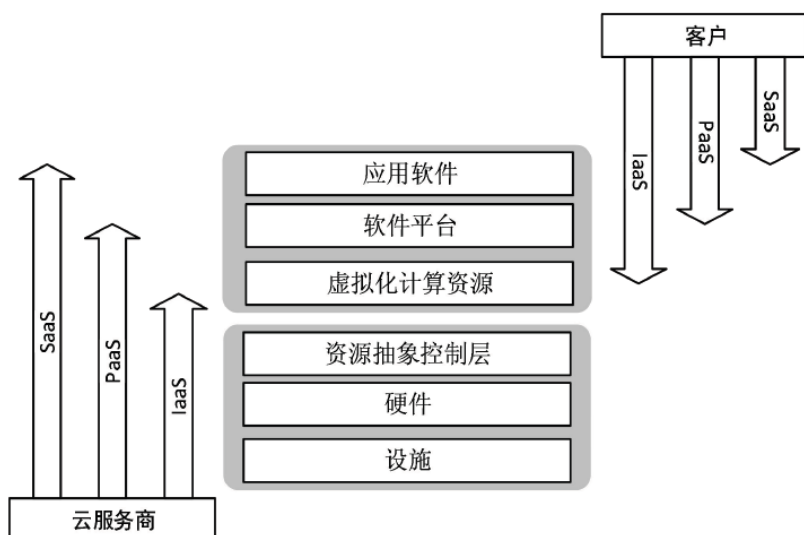 客户
SaaS
PaaS
IaaS
应用软件
软件平台
虚拟化计算资源
资源抽象控制层
硬件
设施
SaaS
PaaS
IaaS
云服务商